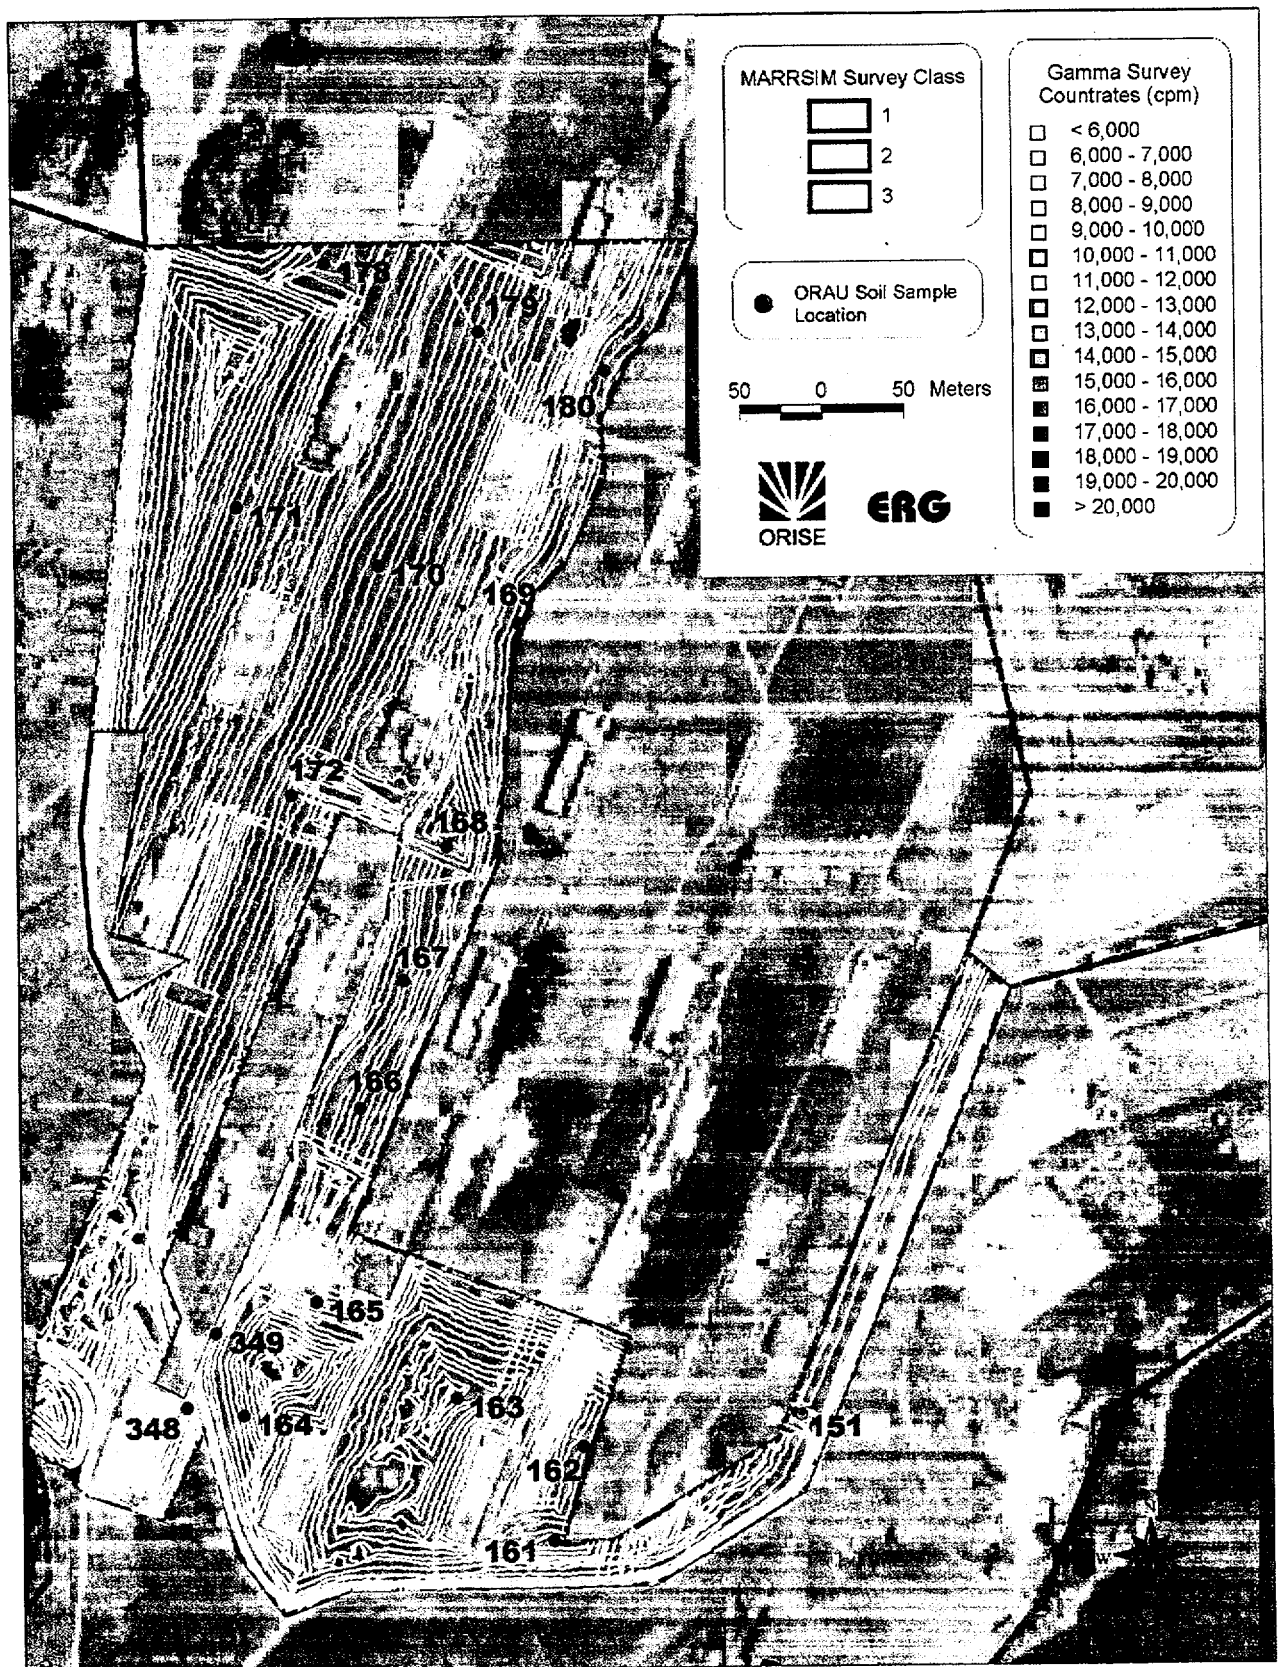 MARRSIM Survey Class
1
2
3
ORAU Soil Sample
Location
50 0 50 Meters
ORISE
ERG
Gamma Survey
Countrates (cpm)
< 6,000
6,000 - 7,000
7,000 - 8,000
8,000 - 9,000
9,000 - 10,000
10,000 - 11,000
11,000 - 12,000
12,000 - 13,000
13,000 - 14,000
14,000 - 15,000
15,000 - 16,000
16,000 - 17,000
17,000 - 18,000
18,000 - 19,000
19,000 - 20,000
> 20,000
180
171
170
169
172
168
167
166
165
349
163
348
164
151
162
161
N
W